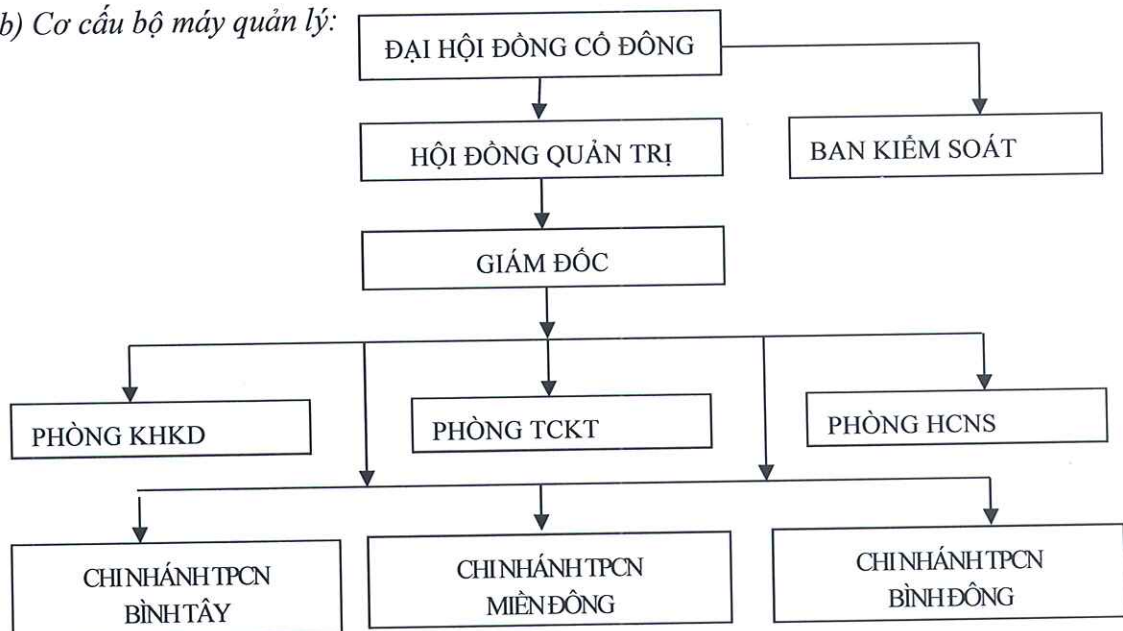 b) Cơ cấu bộ máy quản lý:
ĐẠI HỘI ĐỒNG CỔ ĐÔNG
HỘI ĐỒNG QUẢN TRỊ
BAN KIỂM SOÁT
GIÁM ĐỐC
PHÒNG KHKD
PHÒNG TCKT
PHÒNG HCNS
CHI NHÁNH TPCN
BÌNH TÂY
CHI NHÁNH TPCN
MIỀN ĐÔNG
CHI NHÁNH TPCN
BÌNH ĐÔNG